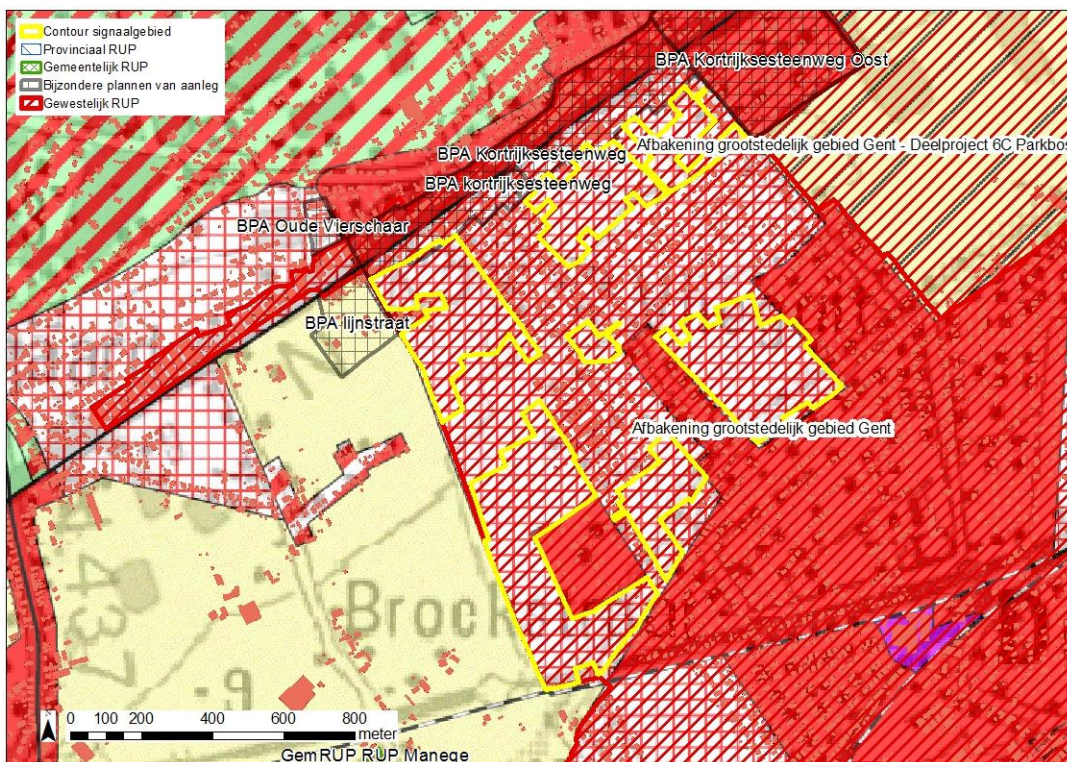 Contour signaalgebied
Provinciaal RUP
Gemeentelijk RUP
Bijzondere plannen van aanleg
Gewestelijk RUP
BPA Kortrijksesteenweg Oost
Afbakening grootstedelijk gebied Gent - Deelproject 6C Parkbos
BPA Kortrijksesteenweg
BPA kortrijksesteenweg
BPA Oude Vierschaar
BPA lijnstraat
Afbakening grootstedelijk gebied Gent
N
0 100 200 400 600 800
meter
GemRUP RUP Manege